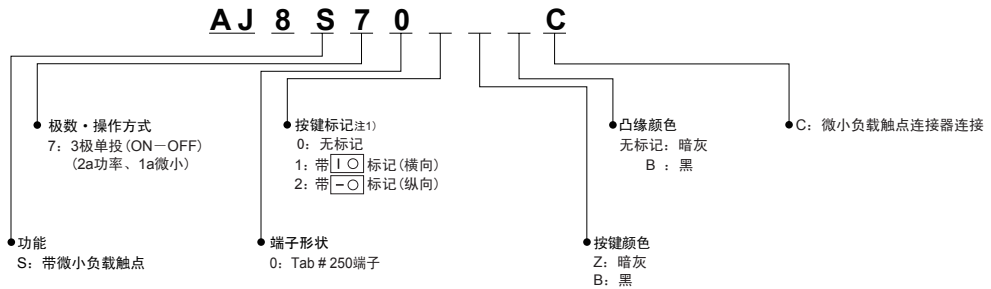 AJ8S70 C
极数・操作方式
7：3极单投(ON－OFF)
(2a功率、1a微小)
按键标记注1)
0：无标记
1：带 I ○ 标记(横向)
2：带 – ○ 标记(纵向)
凸缘颜色
无标记：暗灰
B ：黑
C：微小负载触点连接器连接
功能
S：带微小负载触点
端子形状
0：Tab # 250端子
按键颜色
Z：暗灰
B：黑